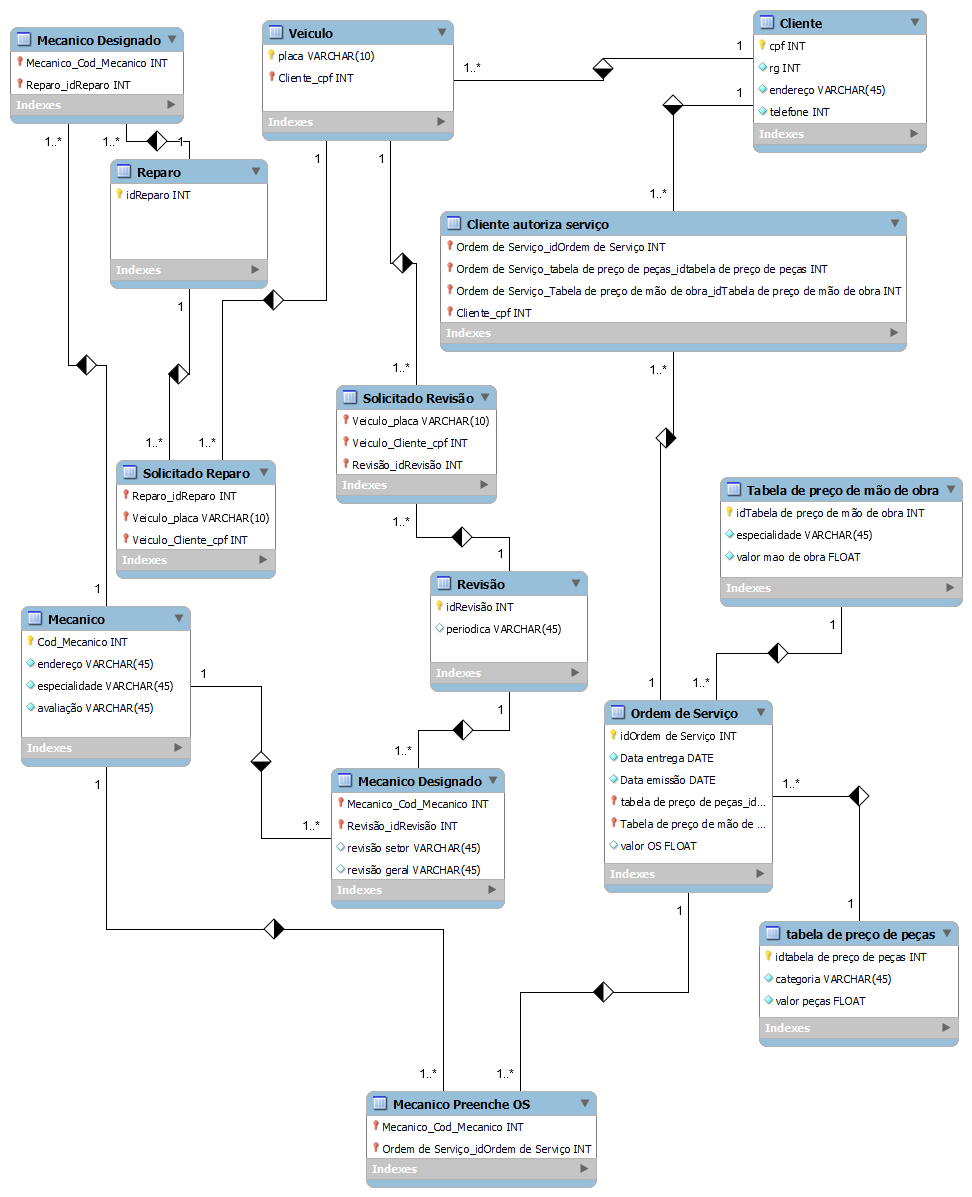 Mecanico Designado
Mecanico_Cod_Mecanico INT
Reparo_idReparo INT
Indexes
Veiculo
placa VARCHAR(10)
Cliente_cpf INT
Indexes
Cliente
cpf INT
rg INT
endereço VARCHAR(45)
telefone INT
Indexes
1..*
1
1
1..*
1..*
1
1
1
Reparo
idReparo INT
Indexes
1..*
Cliente autoriza serviço
Ordem de Serviço_idOrdem de Serviço INT
Ordem de Serviço_tabela de preço de peças_idtabela de preço de peças INT
Ordem de Serviço_Tabela de preço de mão de obra_idTabela de preço de mão de obra INT
Cliente_cpf INT
Indexes
1
1..*
1..*
Solicitado Revisão
Veiculo_placa VARCHAR(10)
Veiculo_Cliente_cpf INT
Revisão_idRevisão INT
Indexes
1..*
1..*
Solicitado Reparo
Reparo_idReparo INT
Veiculo_placa VARCHAR(10)
Veiculo_Cliente_cpf INT
Indexes
1..*
1
Tabela de preço de mão de obra
idTabela de preço de mão de obra INT
especialidade VARCHAR(45)
valor mao de obra FLOAT
Indexes
Revisão
idRevisão INT
periodica VARCHAR(45)
Indexes
1
Mecanico
Cod_Mecanico INT
endereço VARCHAR(45)
especialidade VARCHAR(45)
avaliação VARCHAR(45)
Indexes
1
1
1
1..*
1
1..*
Ordem de Serviço
idOrdem de Serviço INT
Data entrega DATE
Data emissão DATE
tabela de preço de peças_id...
Tabela de preço de mão de ...
valor OS FLOAT
Indexes
1..*
Mecanico Designado
Mecanico_Cod_Mecanico INT
Revisão_idRevisão INT
revisão setor VARCHAR(45)
revisão geral VARCHAR(45)
Indexes
1..*
1
1
1
tabela de preço de peças
idtabela de preço de peças INT
categoria VARCHAR(45)
valor peças FLOAT
Indexes
1..*
1..*
Mecanico Preenche OS
Mecanico_Cod_Mecanico INT
Ordem de Serviço_idOrdem de Serviço INT
Indexes